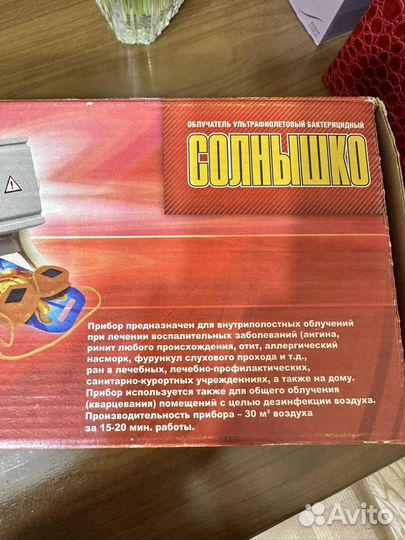 ОБЛУЧАТЕЛЬ УЛЬТРАФИОЛЕТОВЫЙ БАКТЕРИЦИДНЫЙ
СОЛНЫШКО
Прибор предназначен для внутриполостных облучений
при лечении воспалительных заболеваний (ангина,
ринит любого происхождения, отит, аллергический
насморк, фурункул слухового прохода и т.д.,
ран в лечебных, лечебно-профилактических,
санитарно-курортных учреждениях, а также на дому.
Прибор используется также для общего облучения
(кварцевания) помещений с целью дезинфекции воздуха.
Производительность прибора – 30 м³ воздуха
за 15-20 мин. работы.
Avito